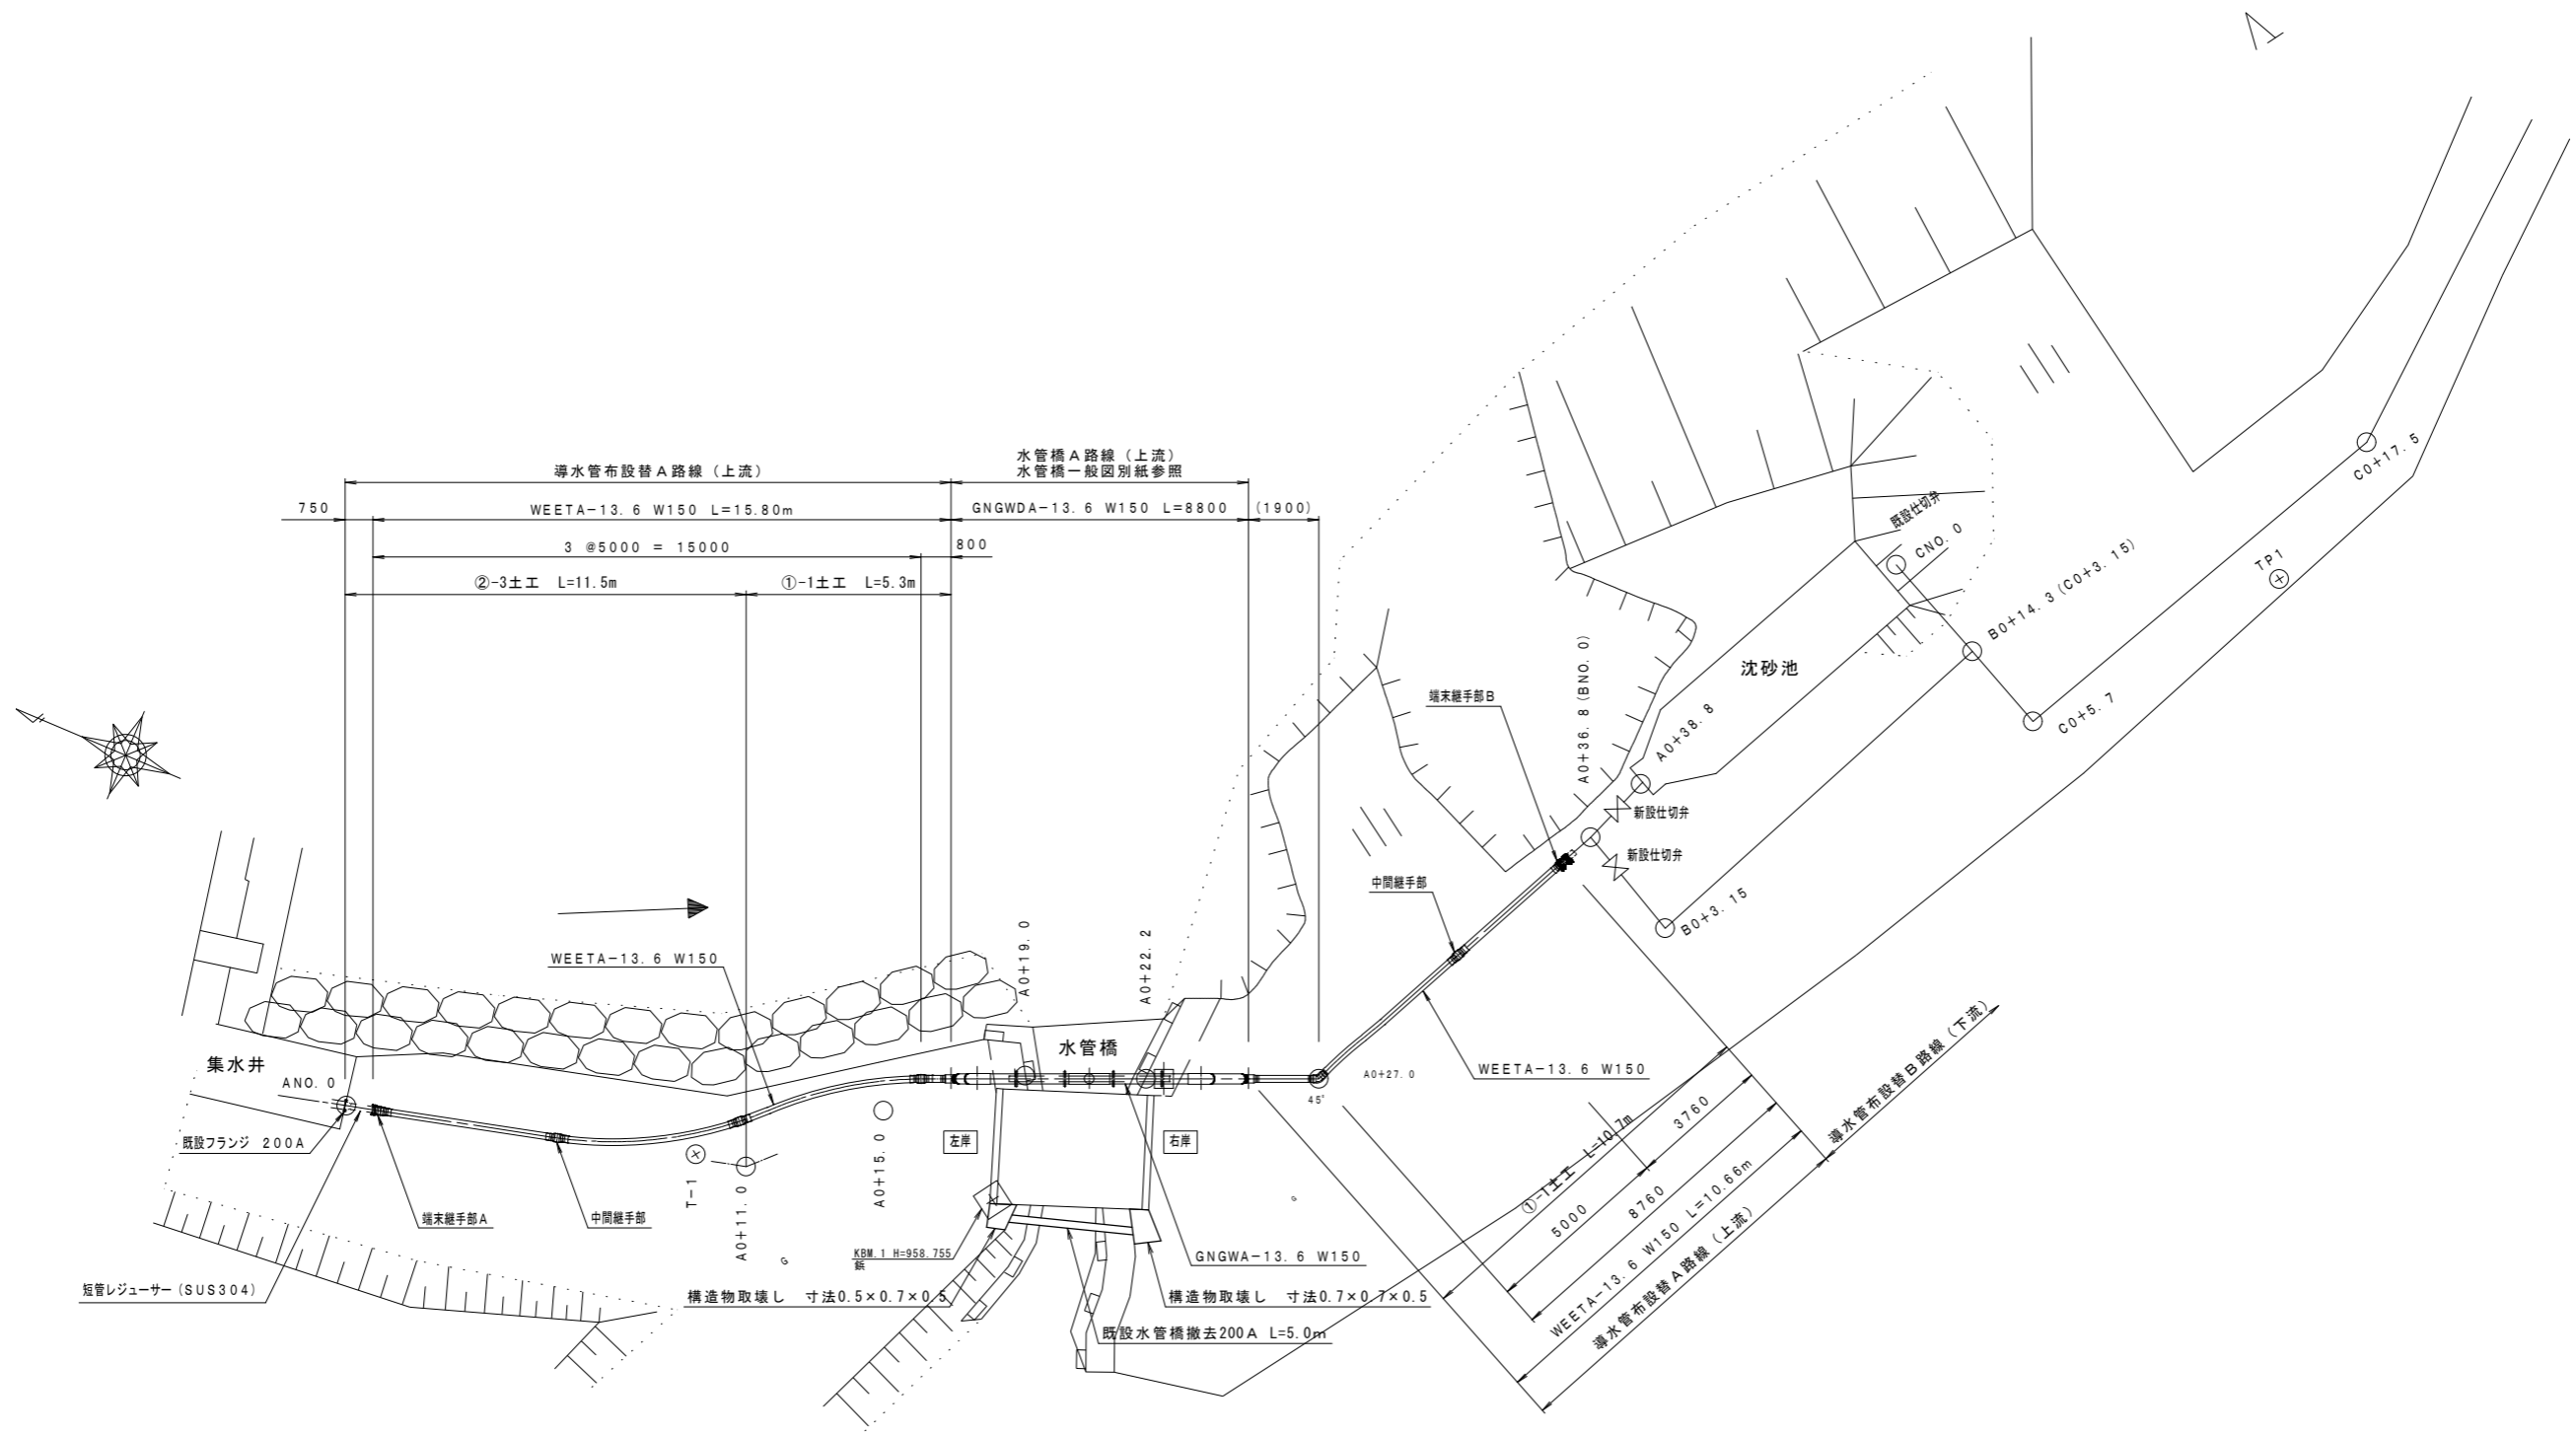 水管橋A路線（上流）
導水管布設替A路線（上流）
水管橋一般図別紙参照
750
WEETA-13.6 W150 L=15.80m
GNGWDA-13.6 W150 L=8800
(1900)
3 @5000 = 15000
800
②-3土工 L=11.5m
①-1土工 L=5.3m
C0+17.5
既設仕切弁
CNO.0
TP1
B0+14.3(C0+3.15)
沈砂池
端末継手部B
A0+36.8(BNO.0)
A0+38.8
C0+5.7
新設仕切弁
新設仕切弁
中間継手部
B0+3.15
WEETA-13.6 W150
A0+19.0
A0+22.2
集水井
水管橋
ANO.0
A0+27.0
45°
WEETA-13.6 W150
既設フランジ 200A
左岸
右岸
T-1
A0+11.0
A0+15.0
端末継手部A
中間継手部
KBM.1 H=958.755
鋲
GNGWA-13.6 W150
短管レジューサー(SUS304)
構造物取壊し 寸法0.5×0.7×0.5
構造物取壊し 寸法0.7×0.7×0.5
既設水管橋撤去200A L=5.0m
①-1土工 L=10.7m
3760
5000
8760
WEETA-13.6 W150 L=10.66m
導水管布設替A路線（上流）
導水管布設替B路線（下流）
G
G